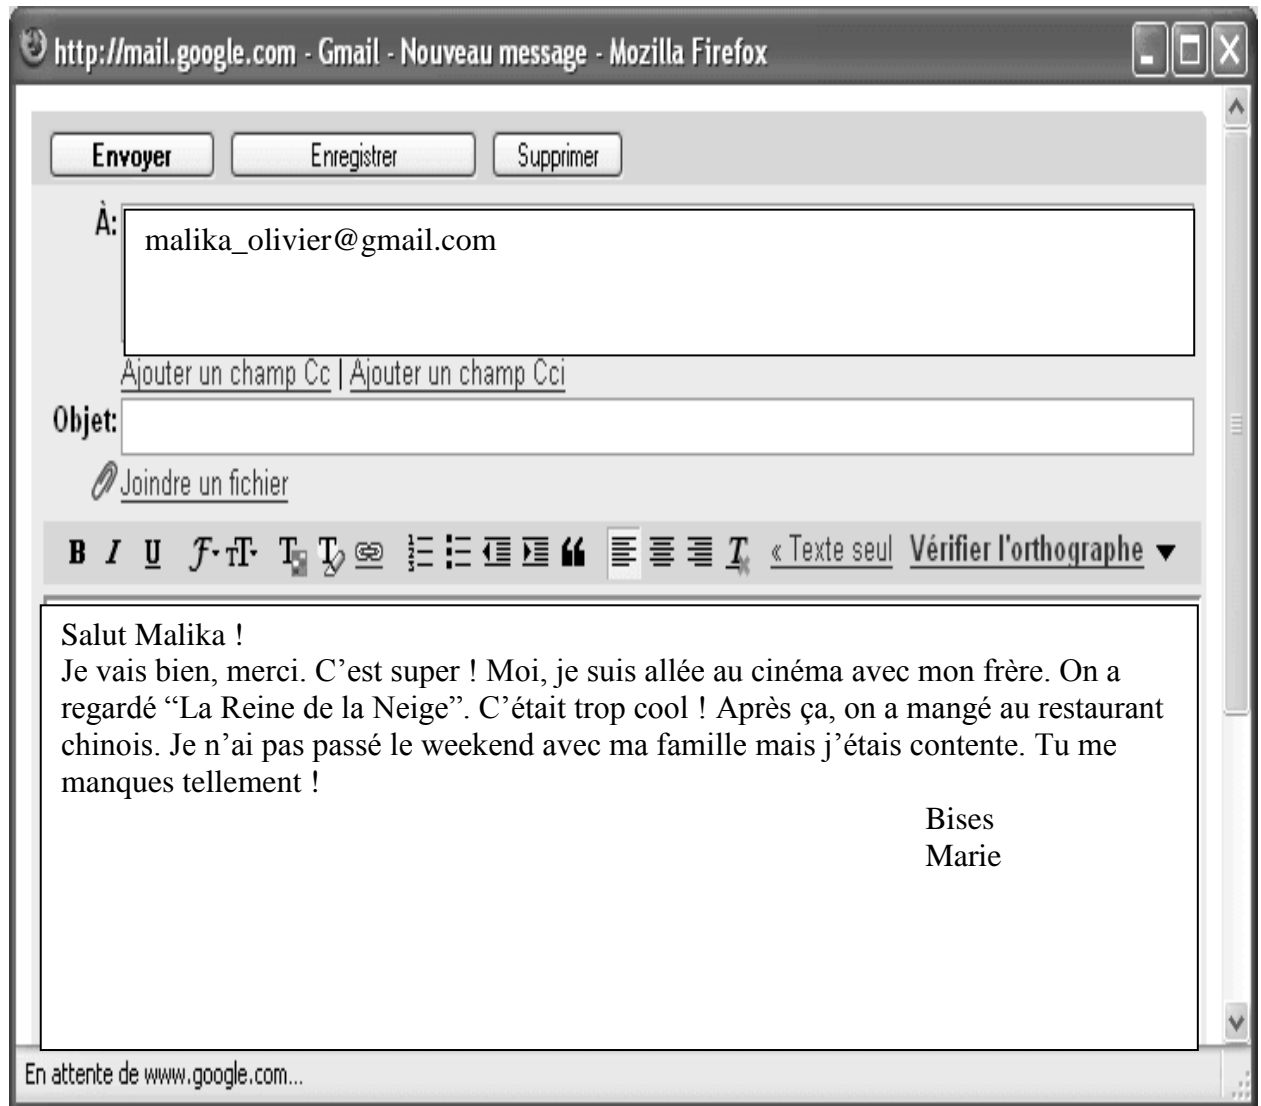 http://mail.google.com - Gmail - Nouveau message - Mozilla Firefox
Envoyer Enregistrer Supprimer
À: malika_olivier@gmail.com
Ajouter un champ Cc | Ajouter un champ Cci
Objet:
Joindre un fichier
B I U « Texte seul Vérifier l'orthographe
Salut Malika !
Je vais bien, merci. C’est super ! Moi, je suis allée au cinéma avec mon frère. On a
regardé “La Reine de la Neige”. C’était trop cool ! Après ça, on a mangé au restaurant
chinois. Je n’ai pas passé le weekend avec ma famille mais j’étais contente. Tu me
manques tellement !
Bises
Marie
En attente de www.google.com...